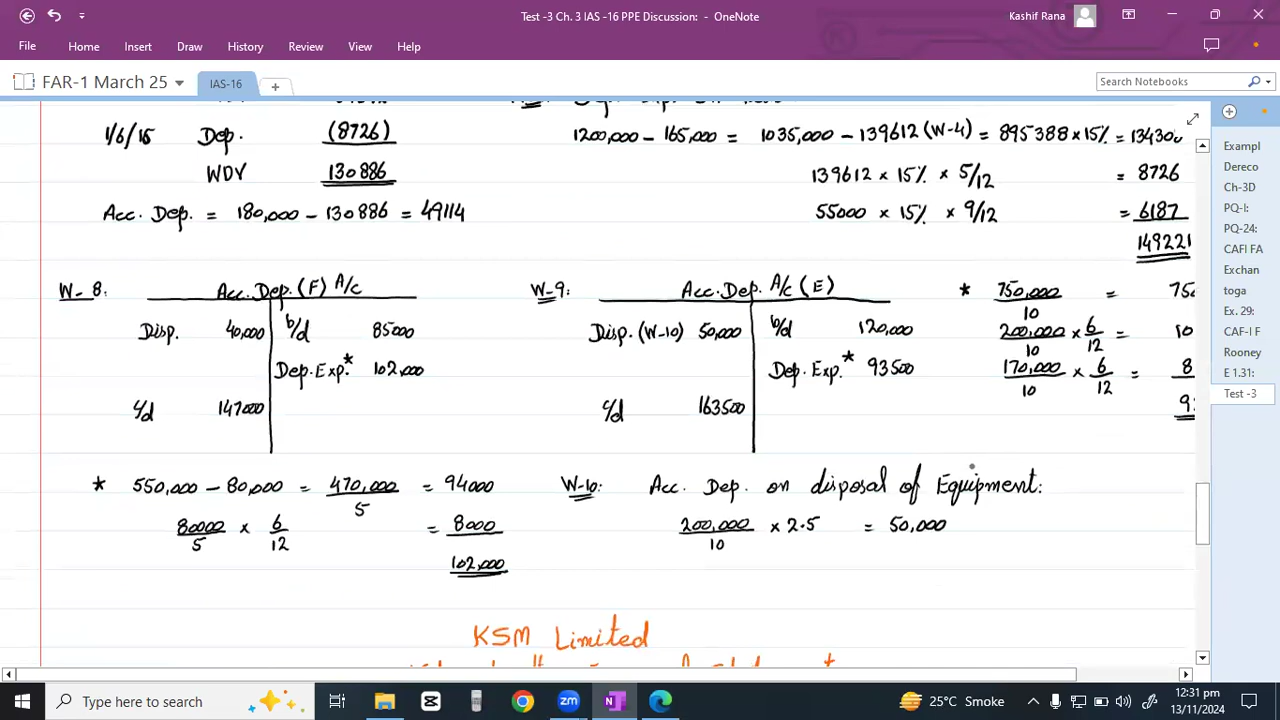 Test -3 Ch. 3 IAS -16 PPE Discussion: - OneNote
Kashif Rana
File Home Insert Draw History Review View Help
FAR-1 March 25
IAS-16
Search Notebooks
1/6/15 Dep. (8726)
WDV 130886
Acc. Dep. = 180,000 - 130886 = 49114
1200,000 - 165,000 = 1035,000 - 139612 (W-4) = 895388 x 15% =
139612 x 15% x 5/12 = 8726
55000 x 15% x 9/12 = 6187
149221
W-8: Acc. Dep. (F) A/c
Disp. 40,000 b/d 85000
Dep. Exp.* 102,000
c/d 147000
W-9: Acc. Dep. A/c (E)
Disp. (W-10) 50,000 b/d 120,000
Dep. Exp.* 93500
c/d 163500
* 750,000/10 =
200,000/10 x 6/12 =
170,000/10 x 6/12 =
* 550,000 - 80,000 = 470,000/5 = 94000
80000/5 x 6/12 = 8000
102,000
W-10: Acc. Dep. on disposal of Equipment:
200,000/10 x 2.5 = 50,000
KSM Limited
Exampl
Dereco
Ch-3D
PQ-I:
PQ-24:
CAFI FA
Exchan
toga
Ex. 29:
CAF-I F
Rooney
E 1.31:
Test -3
Type here to search
25°C Smoke
12:31 pm
13/11/2024